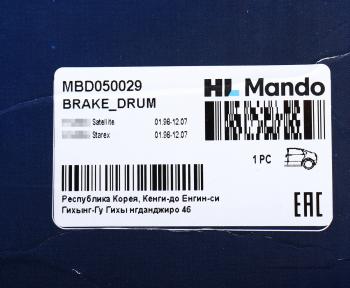 MBD050029
BRAKE_DRUM
HL Mando
Satellite 01.98-12.07
Starex 01.98-12.07
1 PC
Республика Корея, Кенги-до Енгин-си
Гихынг-Гу Гихы нгданджиро 46
EAC